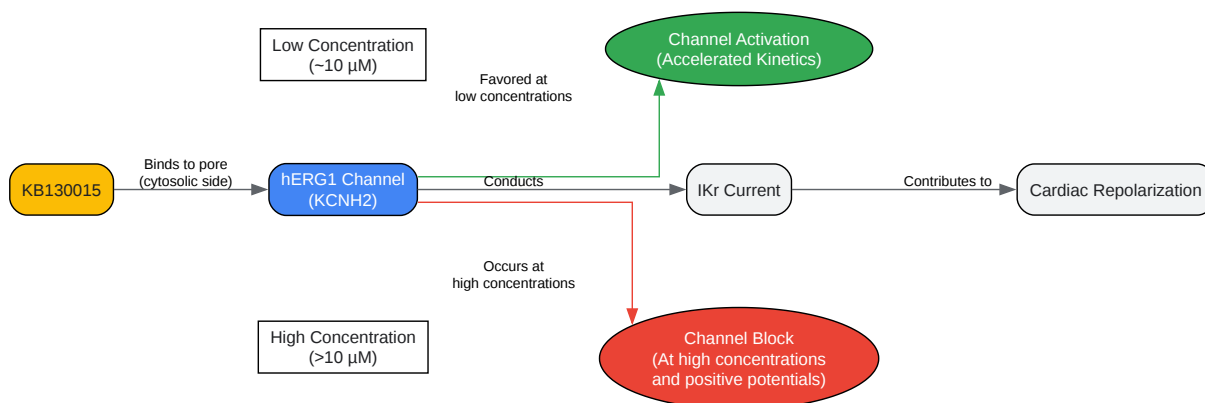 Low Concentration
(~10 µM)
Channel Activation
(Accelerated Kinetics)
Favored at
low concentrations
KB130015
Binds to pore
(cytosolic side)
hERG1 Channel
(KCNH2)
Conducts
IKr Current
Contributes to
Cardiac Repolarization
Occurs at
high concentrations
High Concentration
(>10 µM)
Channel Block
(At high concentrations
and positive potentials)